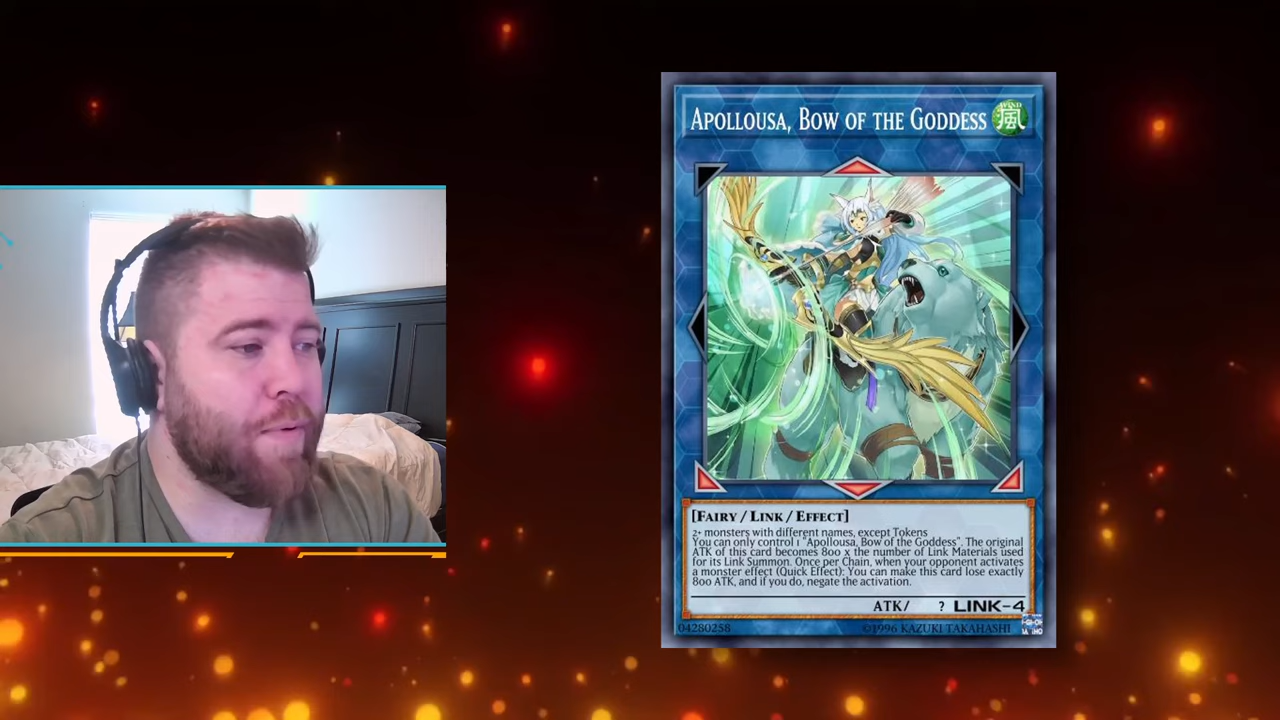 APOLLOUSA, BOW OF THE GODDESS
WIND
風
[FAIRY / LINK / EFFECT]
2+ monsters with different names, except Tokens
You can only control 1 "Apollousa, Bow of the Goddess". The original
ATK of this card becomes 800 x the number of Link Materials used
for its Link Summon. Once per Chain, when your opponent activates
a monster effect (Quick Effect): You can make this card lose exactly
800 ATK, and if you do, negate the activation.
ATK/ ? LINK-4
04280258 ©1996 KAZUKI TAKAHASHI